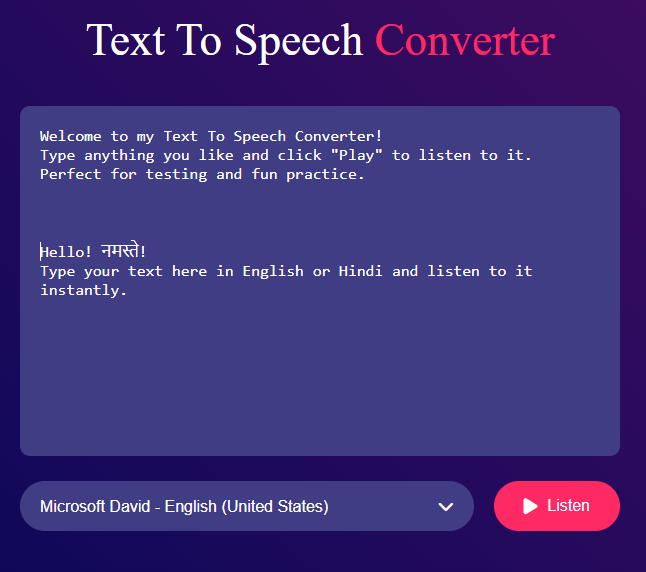 Text To Speech Converter
Welcome to my Text To Speech Converter!
Type anything you like and click "Play" to listen to it.
Perfect for testing and fun practice.
Hello! नमस्ते!
Type your text here in English or Hindi and listen to it
instantly.
Microsoft David - English (United States)
Listen